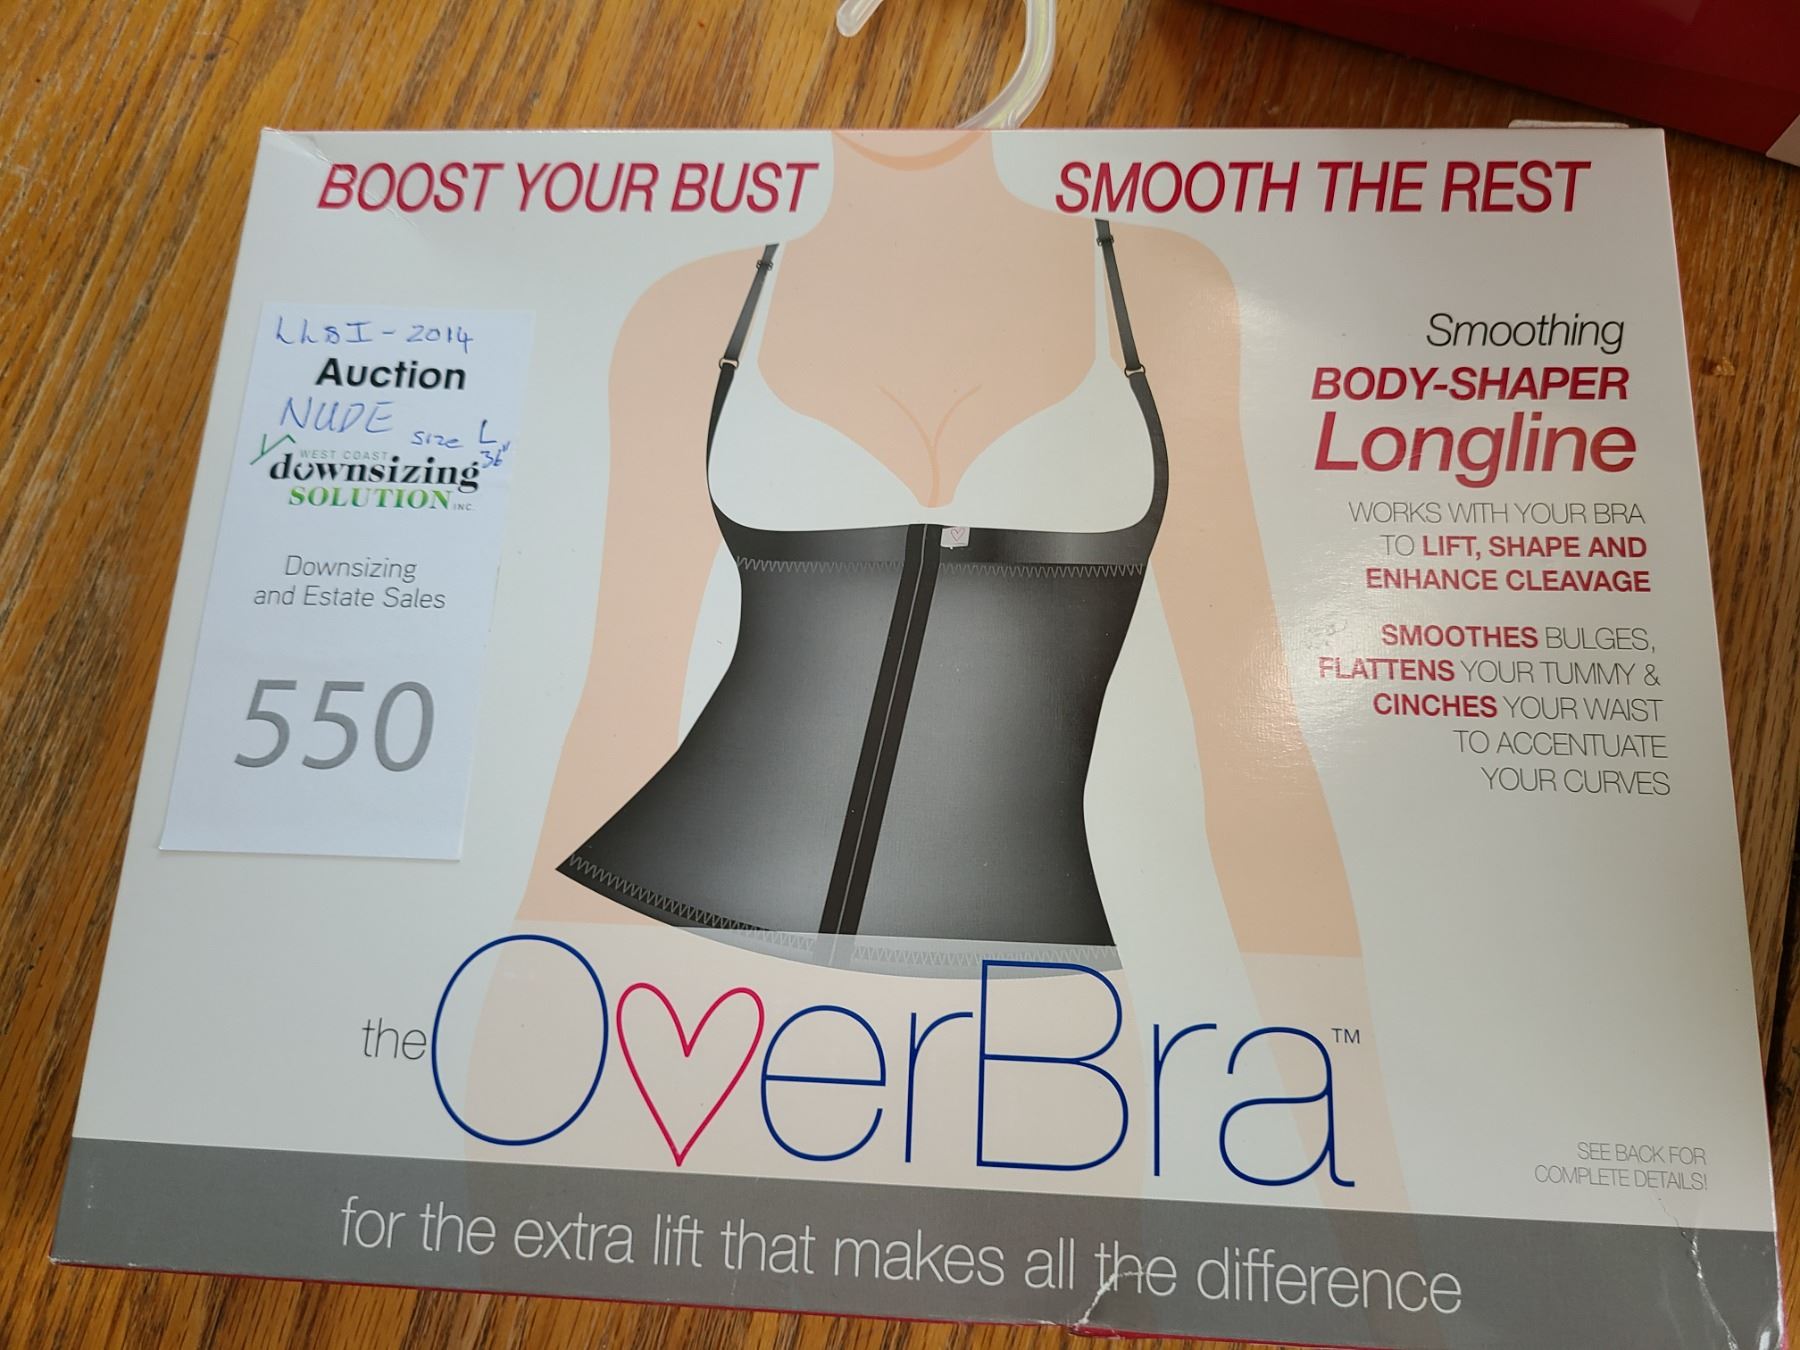 BOOST YOUR BUST
SMOOTH THE REST
LLBI - 2014
Auction
NUDE size L
36"
WEST COAST
downsizing
SOLUTION INC.
Downsizing
and Estate Sales
550
Smoothing
BODY-SHAPER
Longline
WORKS WITH YOUR BRA
TO LIFT, SHAPE AND
ENHANCE CLEAVAGE
SMOOTHES BULGES,
FLATTENS YOUR TUMMY &
CINCHES YOUR WAIST
TO ACCENTUATE
YOUR CURVES
the OverBra™
SEE BACK FOR
COMPLETE DETAILS!
for the extra lift that makes all the difference